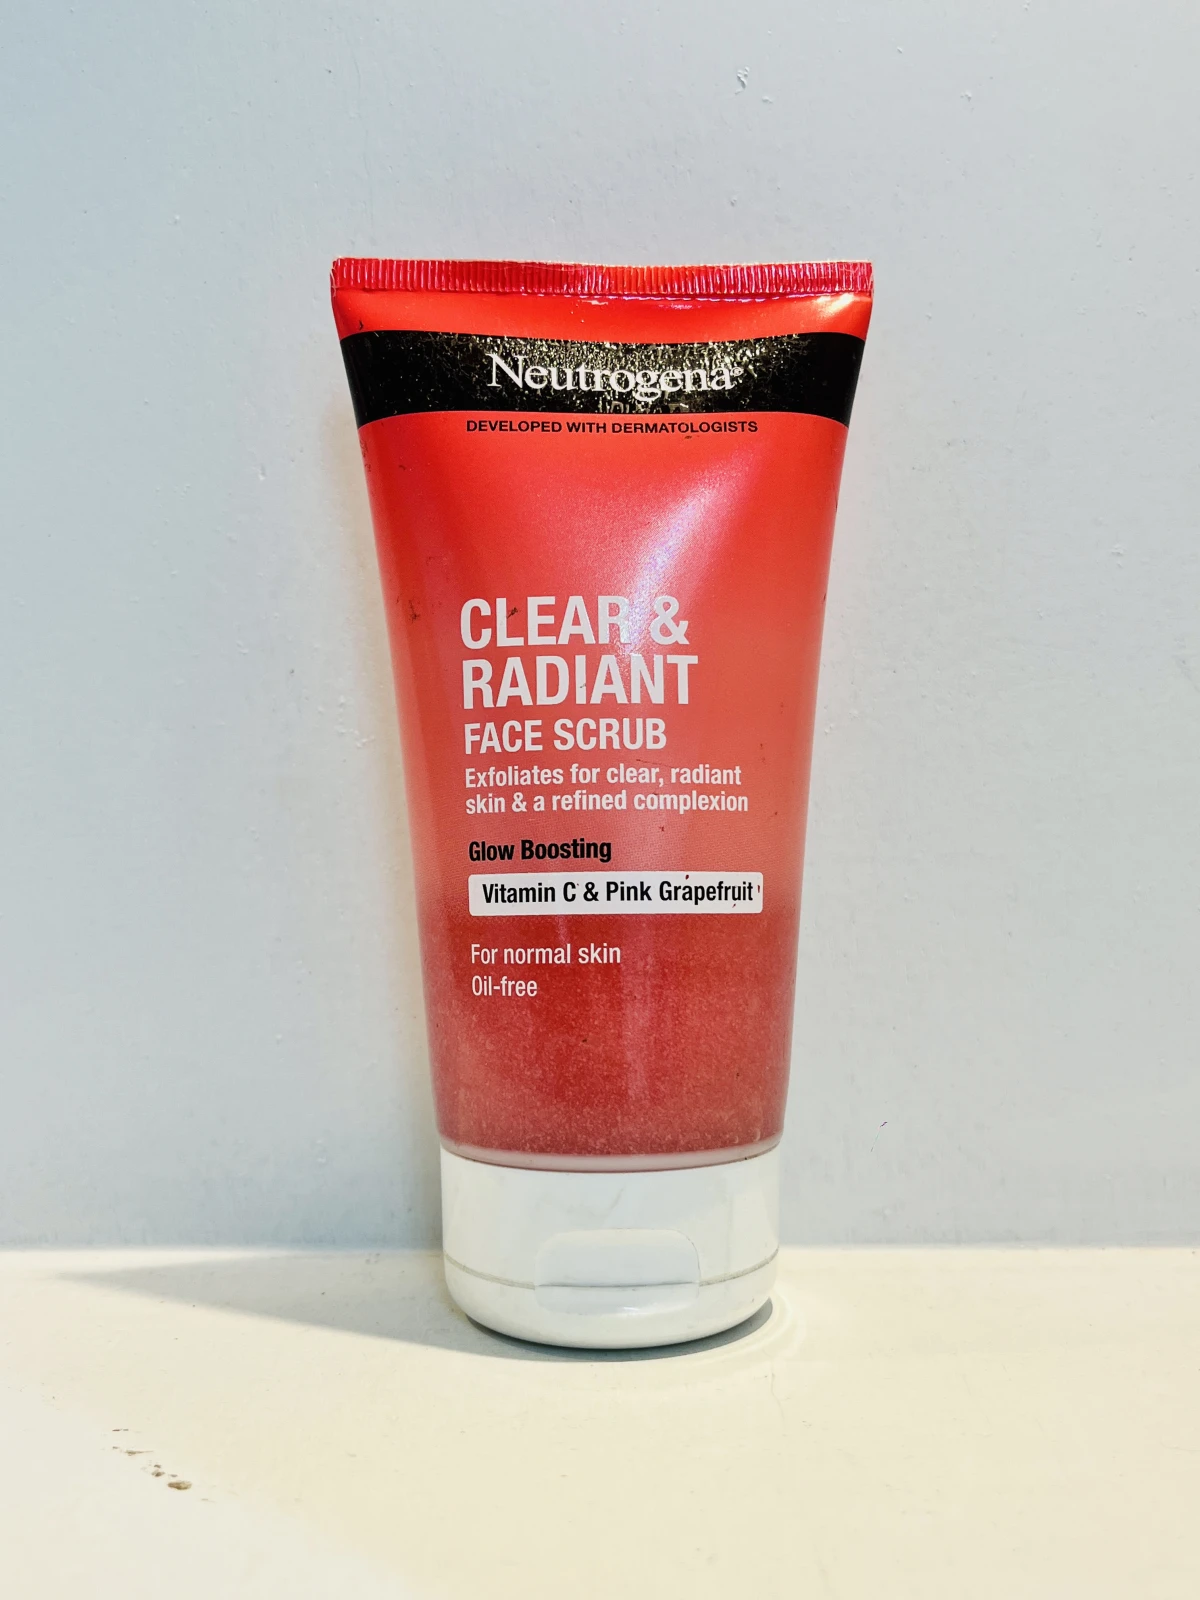 Neutrogena®
DEVELOPED WITH DERMATOLOGISTS
CLEAR &
RADIANT
FACE SCRUB
Exfoliates for clear, radiant
skin & a refined complexion
Glow Boosting
Vitamin C & Pink Grapefruit
For normal skin
Oil-free